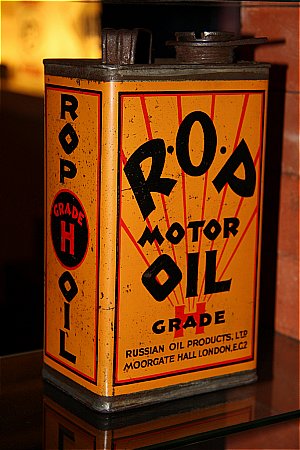 R·O·P
GRADE
H
OIL
R·O·P
MOTOR
OIL
H
GRADE
RUSSIAN OIL PRODUCTS, LTD
MOORGATE HALL LONDON, E.C.2